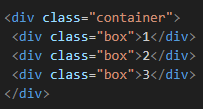 <div class="container">
 <div class="box">1</div>
 <div class="box">2</div>
 <div class="box">3</div>
</div>